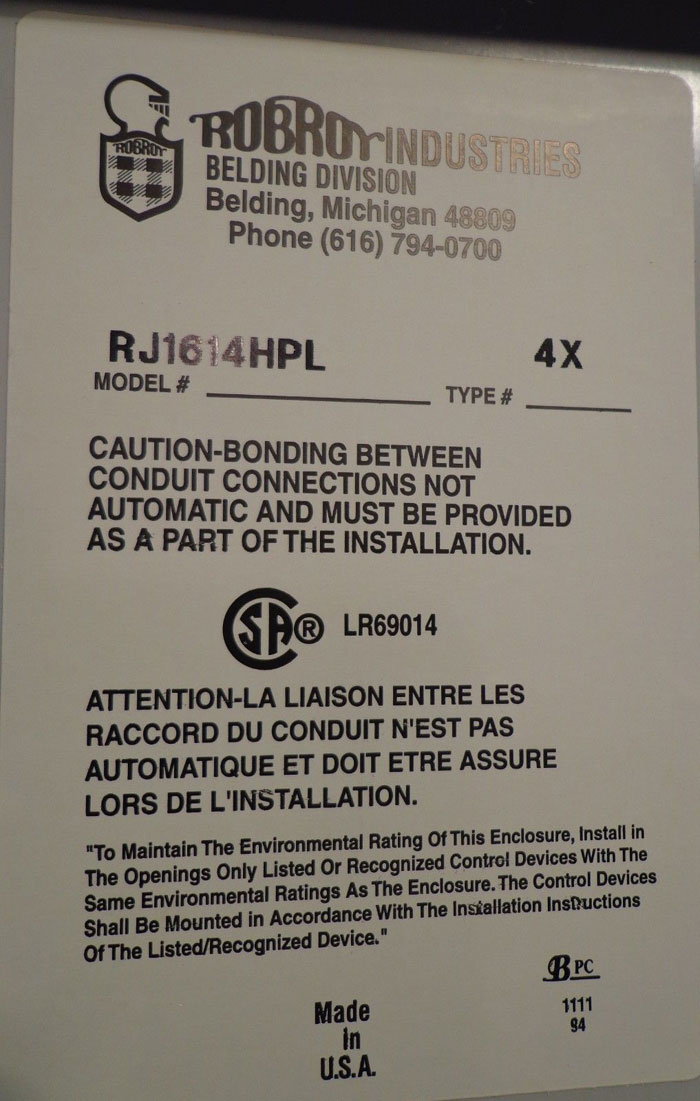 ROBROY
ROBROY INDUSTRIES
BELDING DIVISION
Belding, Michigan 48809
Phone (616) 794-0700
RJ1614HPL 4X
MODEL # TYPE #
CAUTION-BONDING BETWEEN
CONDUIT CONNECTIONS NOT
AUTOMATIC AND MUST BE PROVIDED
AS A PART OF THE INSTALLATION.
SA® LR69014
ATTENTION-LA LIAISON ENTRE LES
RACCORD DU CONDUIT N'EST PAS
AUTOMATIQUE ET DOIT ETRE ASSURE
LORS DE L'INSTALLATION.
"To Maintain The Environmental Rating Of This Enclosure, Install in
The Openings Only Listed Or Recognized Control Devices With The
Same Environmental Ratings As The Enclosure. The Control Devices
Shall Be Mounted in Accordance With The Installation Instructions
Of The Listed/Recognized Device."
B PC
1111
94
Made
In
U.S.A.